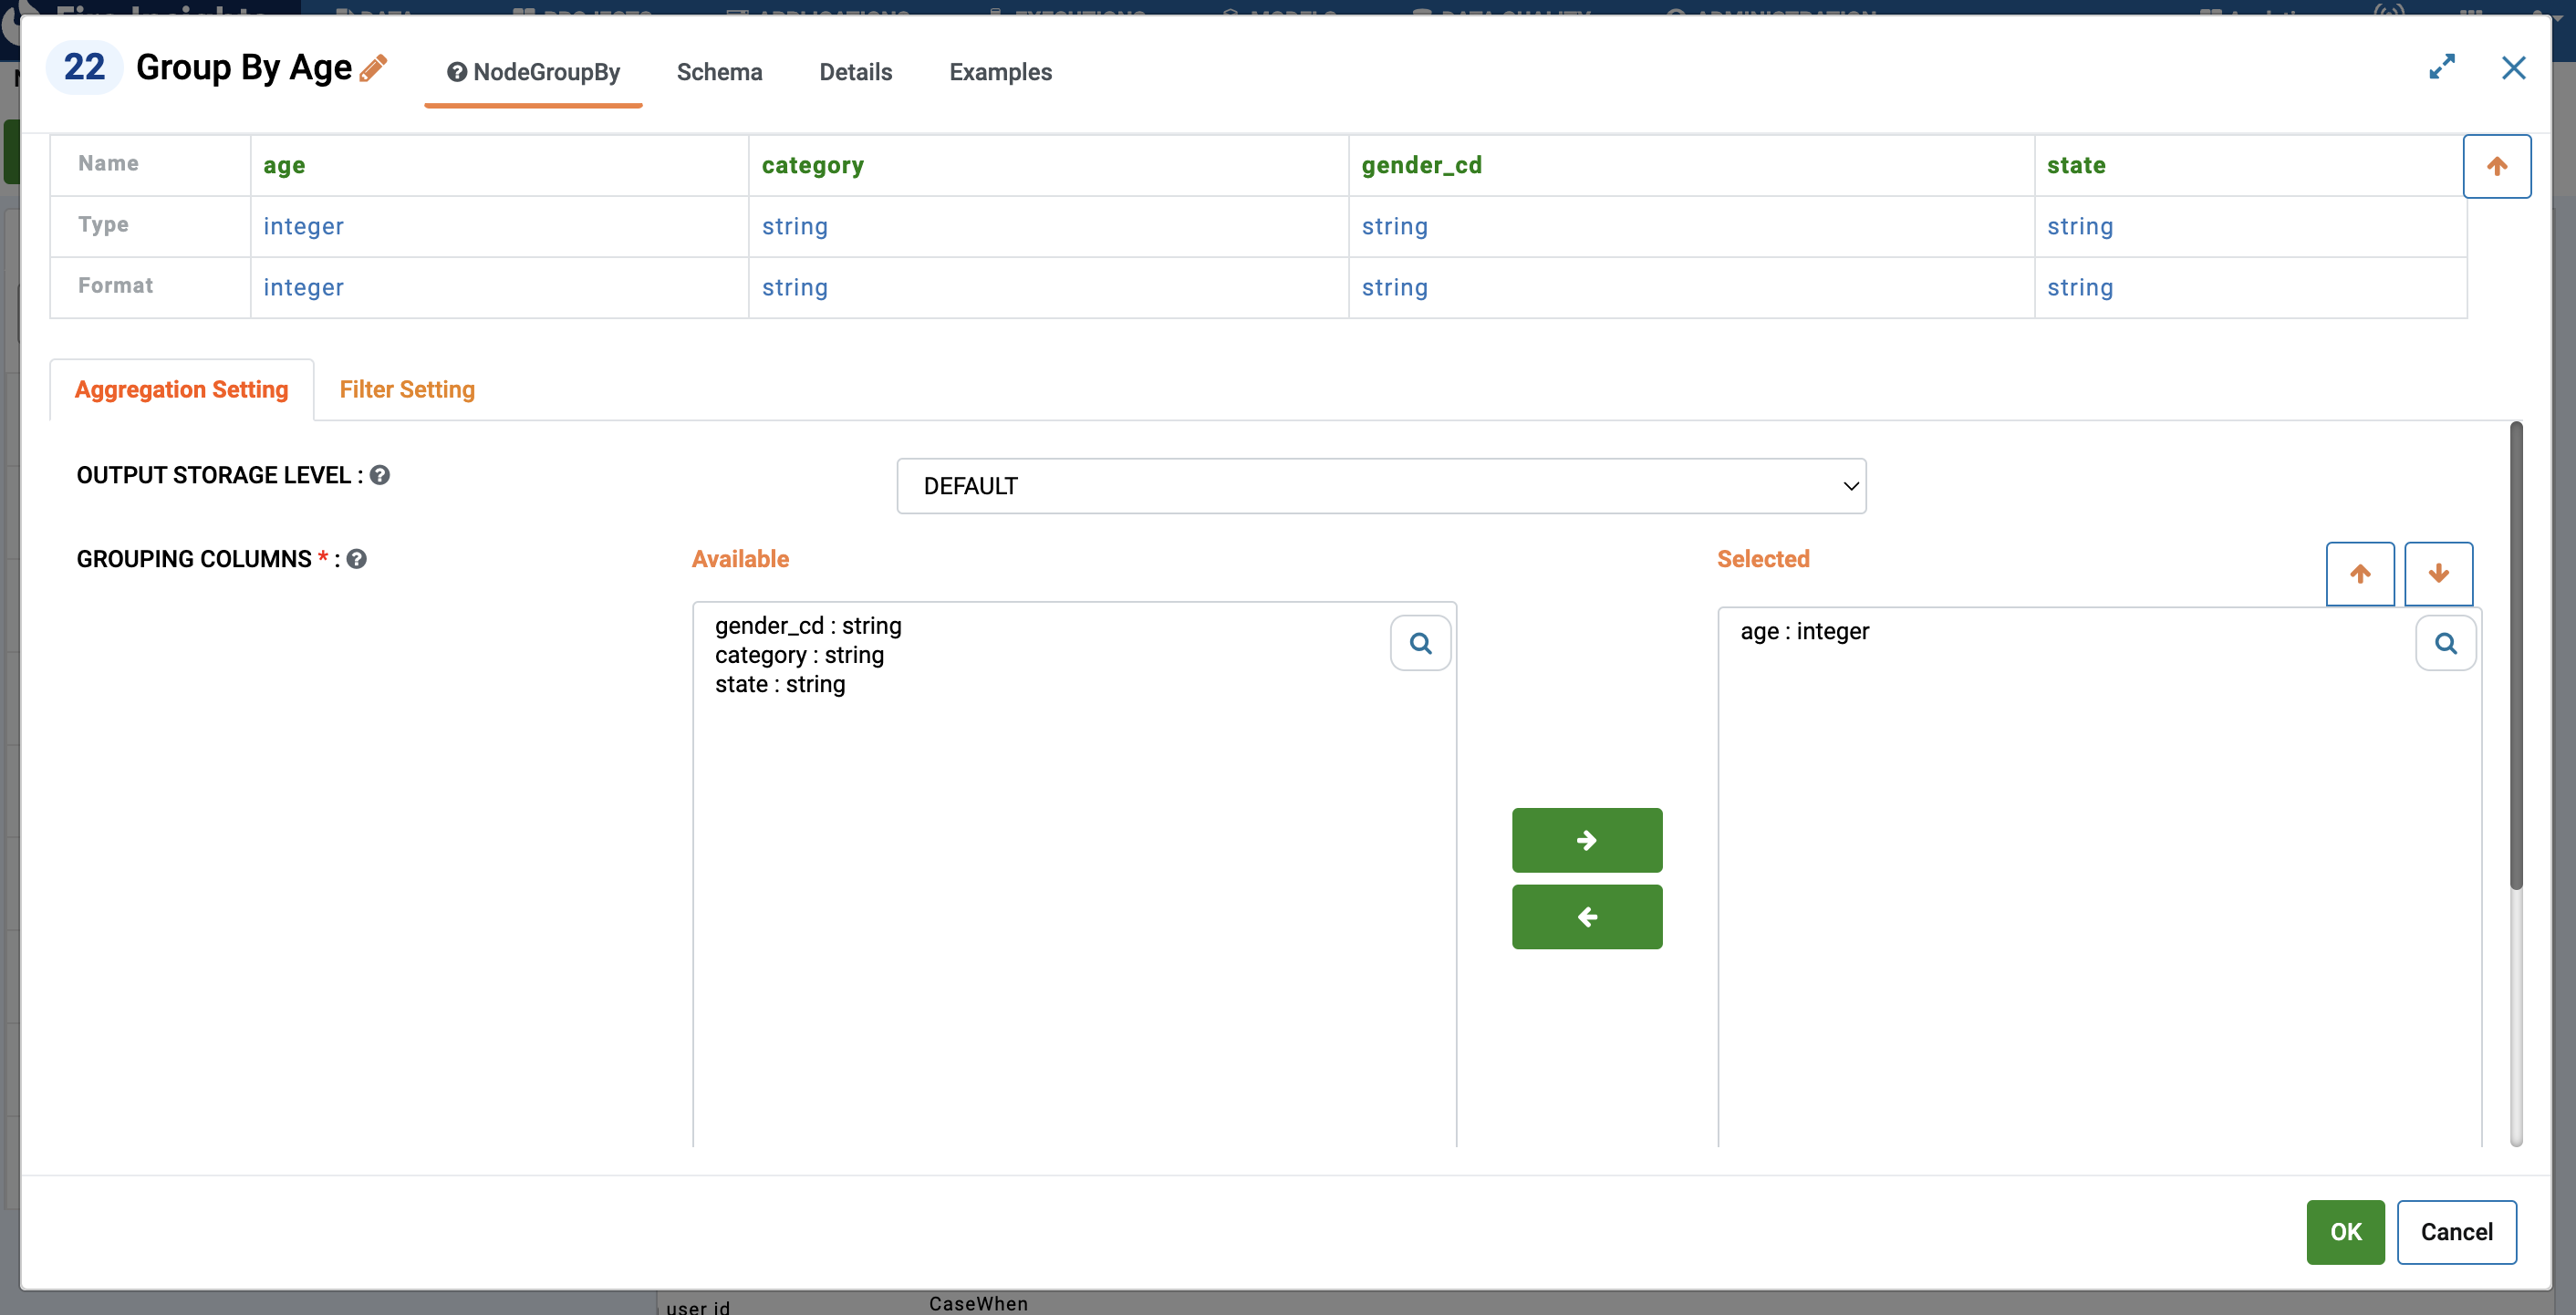 22 Group By Age NodeGroupBy Schema Details Examples
Name age category gender_cd state
Type integer string string string
Format integer string string string
Aggregation Setting Filter Setting
OUTPUT STORAGE LEVEL : DEFAULT
GROUPING COLUMNS * : Available Selected
gender_cd : string
category : string
state : string
age : integer
OK Cancel
user id CaseWhen